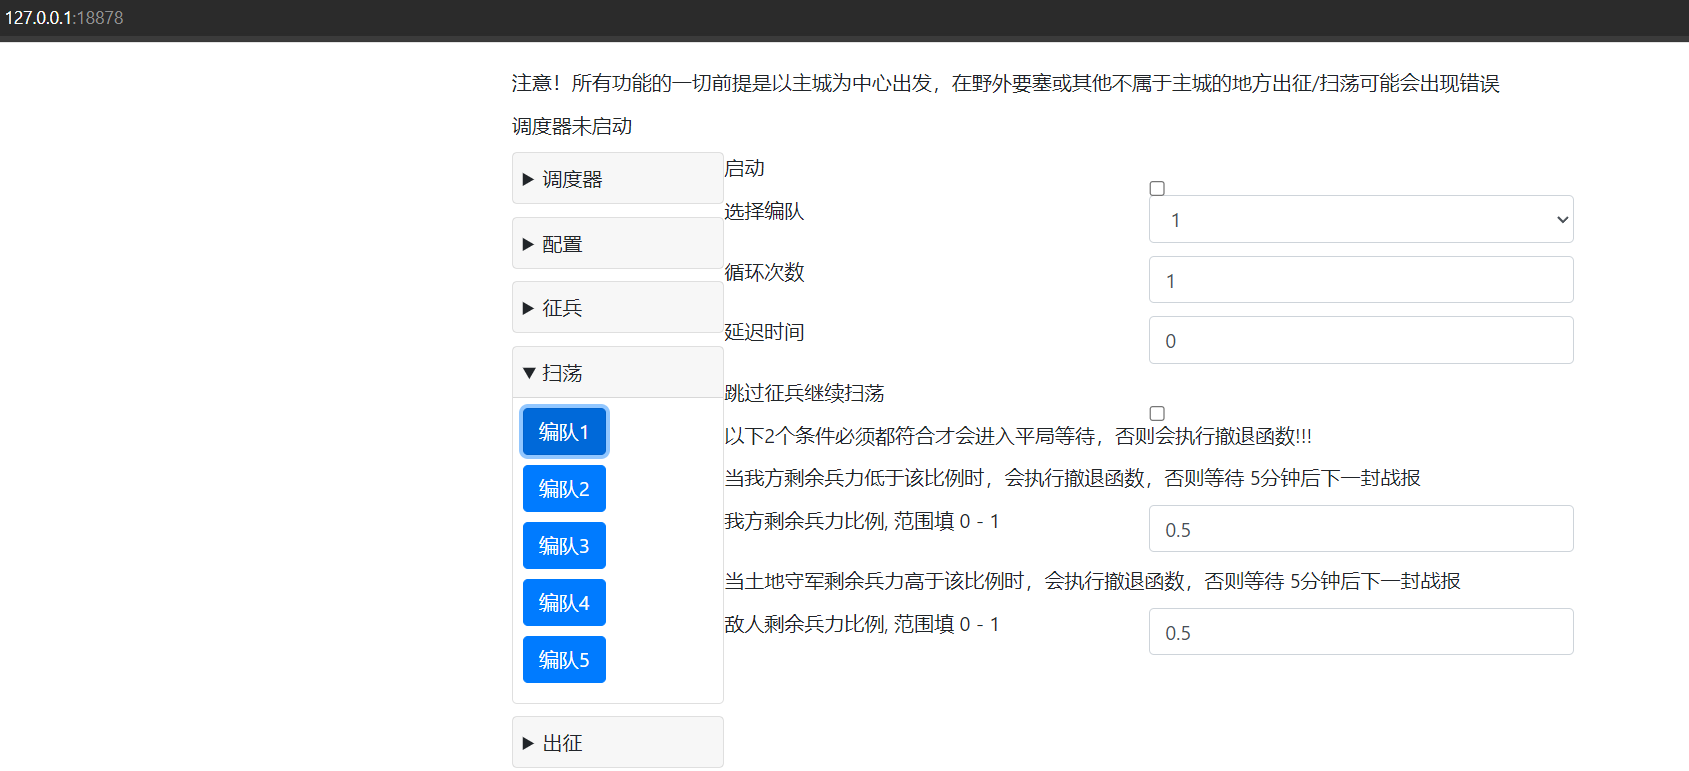 127.0.0.1:18878
注意！所有功能的一切前提是以主城为中心出发，在野外要塞或其他不属于主城的地方出征/扫荡可能会出现错误
调度器未启动
▶ 调度器
▶ 配置
▶ 征兵
▼ 扫荡
编队1
编队2
编队3
编队4
编队5
▶ 出征
启动
选择编队
1
循环次数
1
延迟时间
0
跳过征兵继续扫荡
以下2个条件必须都符合才会进入平局等待，否则会执行撤退函数!!!
当我方剩余兵力低于该比例时，会执行撤退函数，否则等待 5分钟后下一封战报
我方剩余兵力比例, 范围填 0 - 1
0.5
当土地守军剩余兵力高于该比例时，会执行撤退函数，否则等待 5分钟后下一封战报
敌人剩余兵力比例, 范围填 0 - 1
0.5